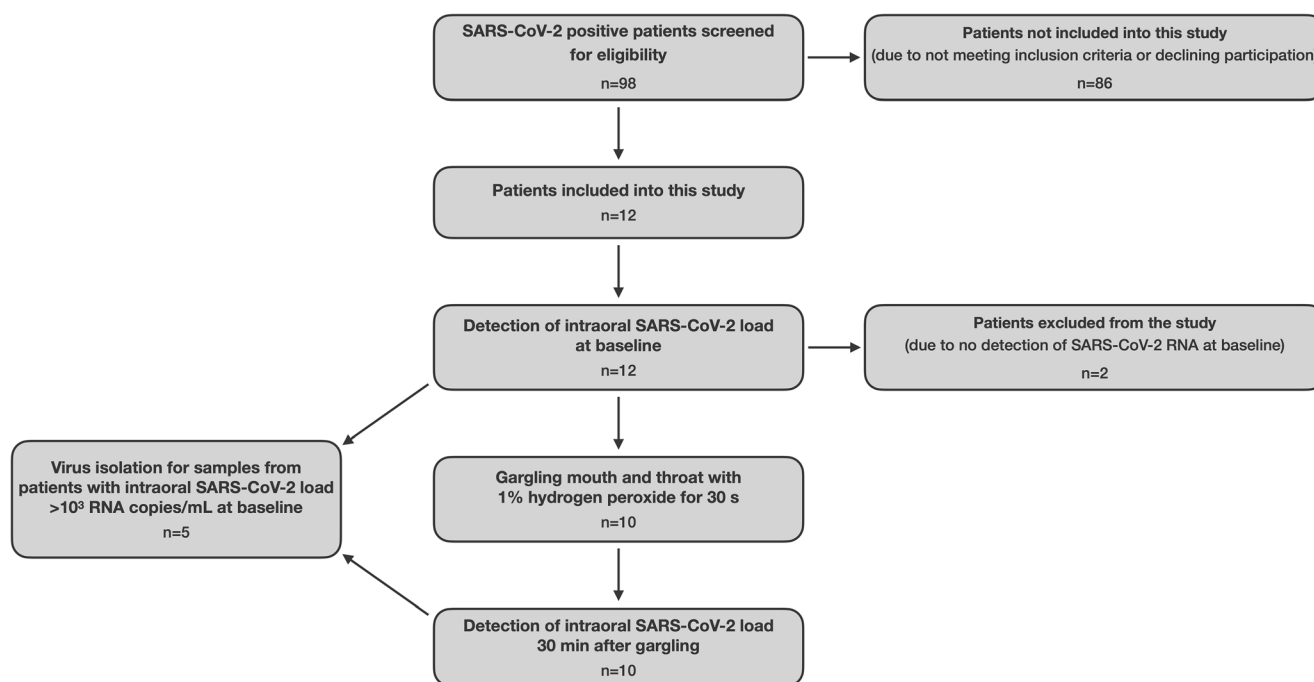 SARS-CoV-2 positive patients screened
for eligibility
n=98
Patients not included into this study
(due to not meeting inclusion criteria or declining participation)
n=86
Patients included into this study
n=12
Detection of intraoral SARS-CoV-2 load
at baseline
n=12
Patients excluded from the study
(due to no detection of SARS-CoV-2 RNA at baseline)
n=2
Virus isolation for samples from
patients with intraoral SARS-CoV-2 load
>10³ RNA copies/mL at baseline
n=5
Gargling mouth and throat with
1% hydrogen peroxide for 30 s
n=10
Detection of intraoral SARS-CoV-2 load
30 min after gargling
n=10